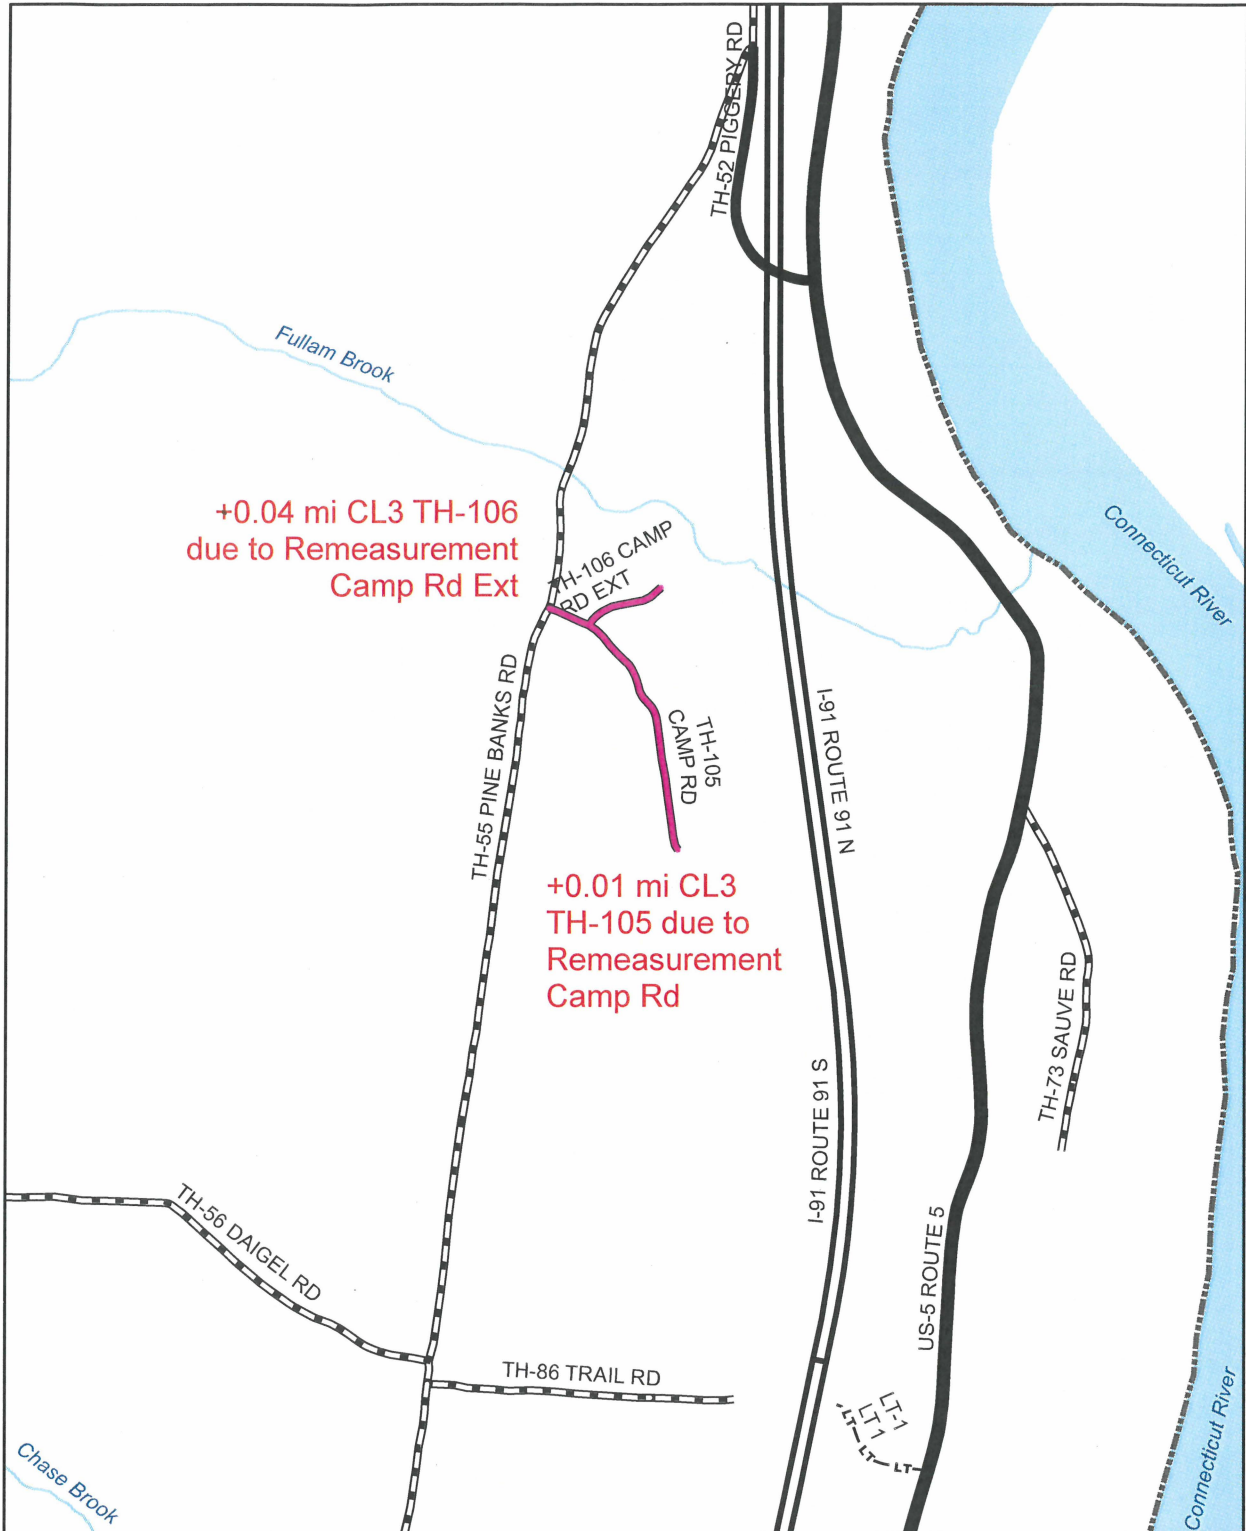 TH-52 PIGGERY RD
Fullam Brook
+0.04 mi CL3 TH-106
due to Remeasurement
Camp Rd Ext
TH-106 CAMP
RD EXT
Connecticut River
TH-55 PINE BANKS RD
TH-105
CAMP RD
I-91 ROUTE 91 N
+0.01 mi CL3
TH-105 due to
Remeasurement
Camp Rd
TH-73 SAUVE RD
I-91 ROUTE 91 S
TH-56 DAIGEL RD
US-5 ROUTE 5
TH-86 TRAIL RD
LT-1
LT 1
LT
LT
LT
Connecticut River
Chase Brook